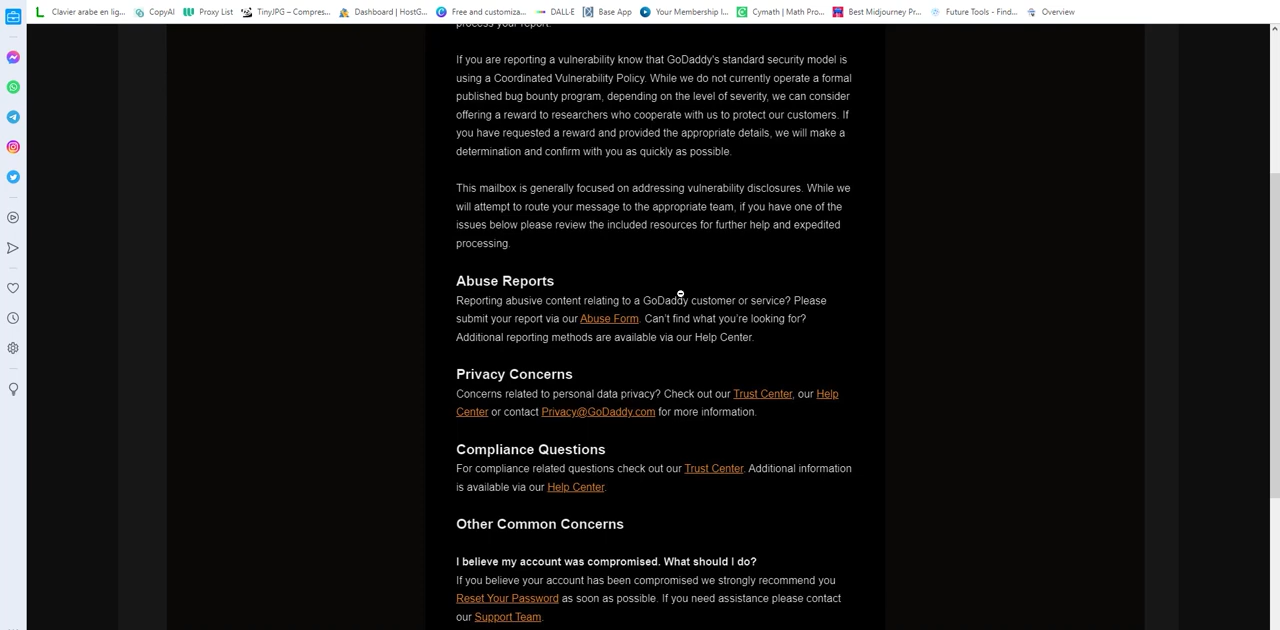 Clavier arabe en lig... CopyAI Proxy List TinyJPG – Compres... Dashboard | HostG... Free and customiza... DALL·E Base App Your Membership I... Cymath | Math Pro... Best Midjourney Pr... Future Tools - Find... Overview
process your report.
If you are reporting a vulnerability know that GoDaddy's standard security model is
using a Coordinated Vulnerability Policy. While we do not currently operate a formal
published bug bounty program, depending on the level of severity, we can consider
offering a reward to researchers who cooperate with us to protect our customers. If
you have requested a reward and provided the appropriate details, we will make a
determination and confirm with you as quickly as possible.
This mailbox is generally focused on addressing vulnerability disclosures. While we
will attempt to route your message to the appropriate team, if you have one of the
issues below please review the included resources for further help and expedited
processing.
Abuse Reports
Reporting abusive content relating to a GoDaddy customer or service? Please
submit your report via our Abuse Form. Can't find what you're looking for?
Additional reporting methods are available via our Help Center.
Privacy Concerns
Concerns related to personal data privacy? Check out our Trust Center, our Help
Center or contact Privacy@GoDaddy.com for more information.
Compliance Questions
For compliance related questions check out our Trust Center. Additional information
is available via our Help Center.
Other Common Concerns
I believe my account was compromised. What should I do?
If you believe your account has been compromised we strongly recommend you
Reset Your Password as soon as possible. If you need assistance please contact
our Support Team.